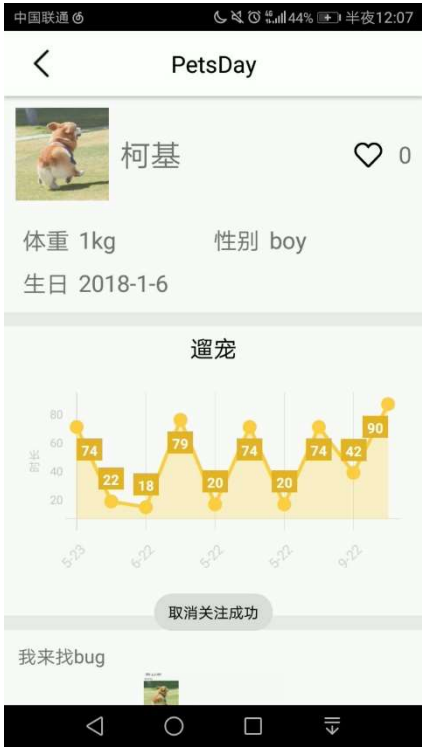 中国联通 44% 半夜12:07
PetsDay
柯基 0
体重 1kg 性别 boy
生日 2018-1-6
遛宠
80
60
40
20
时长
74 22 18 79 20 74 20 74 42 90
5-23 6-22 5-22 5-22 9-22
取消关注成功
我来找bug